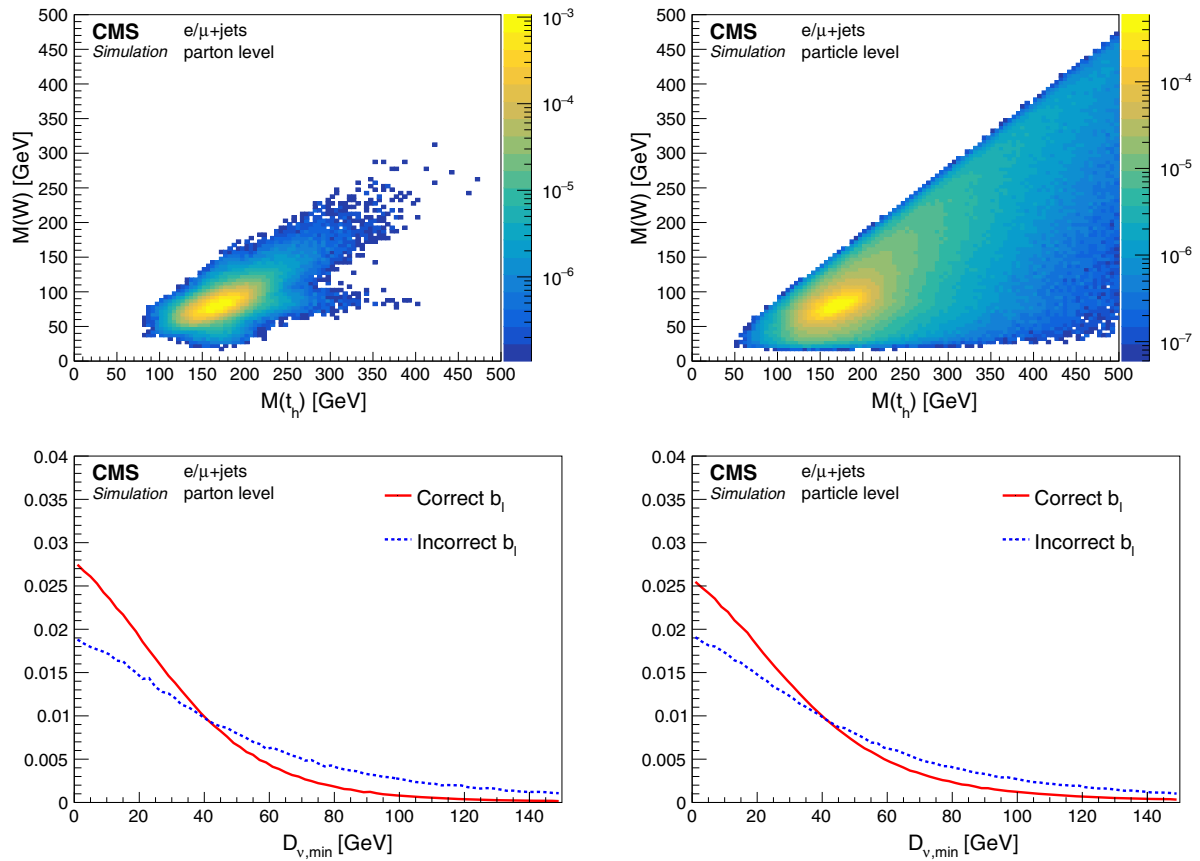 CMS e/μ+jets
Simulation parton level
M(W) [GeV]
500
450
400
350
300
250
200
150
100
50
0
0 50 100 150 200 250 300 350 400 450 500
M(t_h) [GeV]
10⁻³
10⁻⁴
10⁻⁵
10⁻⁶
CMS e/μ+jets
Simulation particle level
M(W) [GeV]
500
450
400
350
300
250
200
150
100
50
0
0 50 100 150 200 250 300 350 400 450 500
M(t_h) [GeV]
10⁻⁴
10⁻⁵
10⁻⁶
10⁻⁷
CMS e/μ+jets
Simulation parton level
Correct b_l
Incorrect b_l
0.04
0.035
0.03
0.025
0.02
0.015
0.01
0.005
0
0 20 40 60 80 100 120 140
D_ν,min [GeV]
CMS e/μ+jets
Simulation particle level
Correct b_l
Incorrect b_l
0.04
0.035
0.03
0.025
0.02
0.015
0.01
0.005
0
0 20 40 60 80 100 120 140
D_ν,min [GeV]